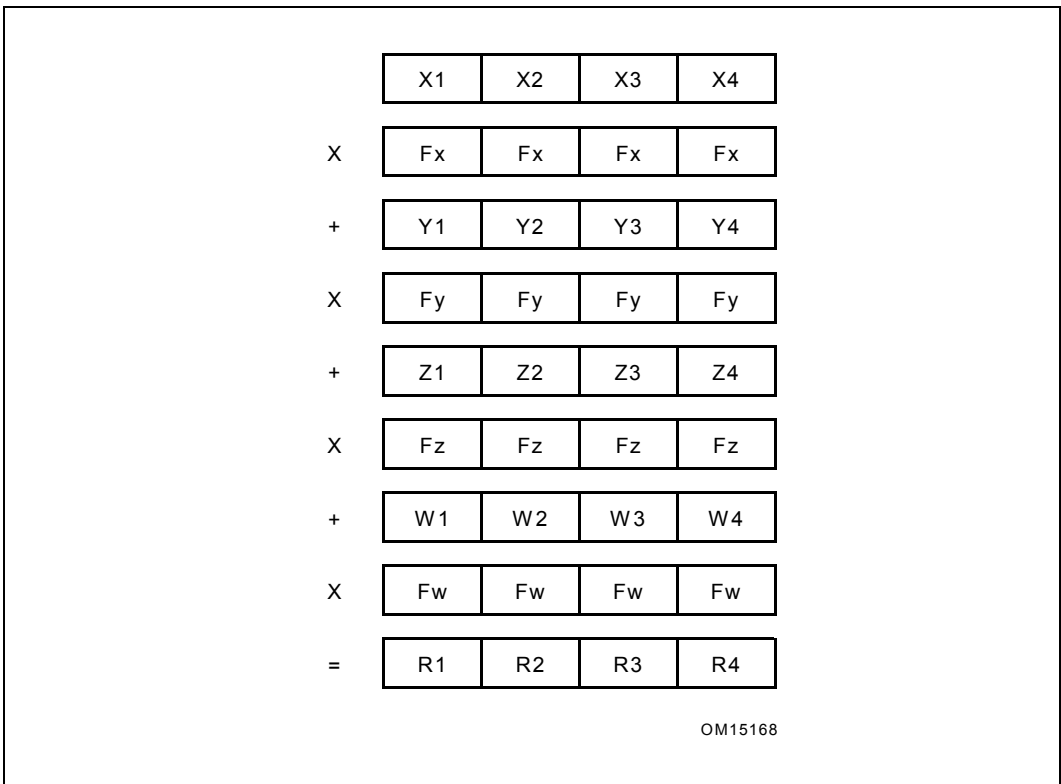 X1 X2 X3 X4
X Fx Fx Fx Fx
+ Y1 Y2 Y3 Y4
X Fy Fy Fy Fy
+ Z1 Z2 Z3 Z4
X Fz Fz Fz Fz
+ W1 W2 W3 W4
X Fw Fw Fw Fw
= R1 R2 R3 R4
OM15168